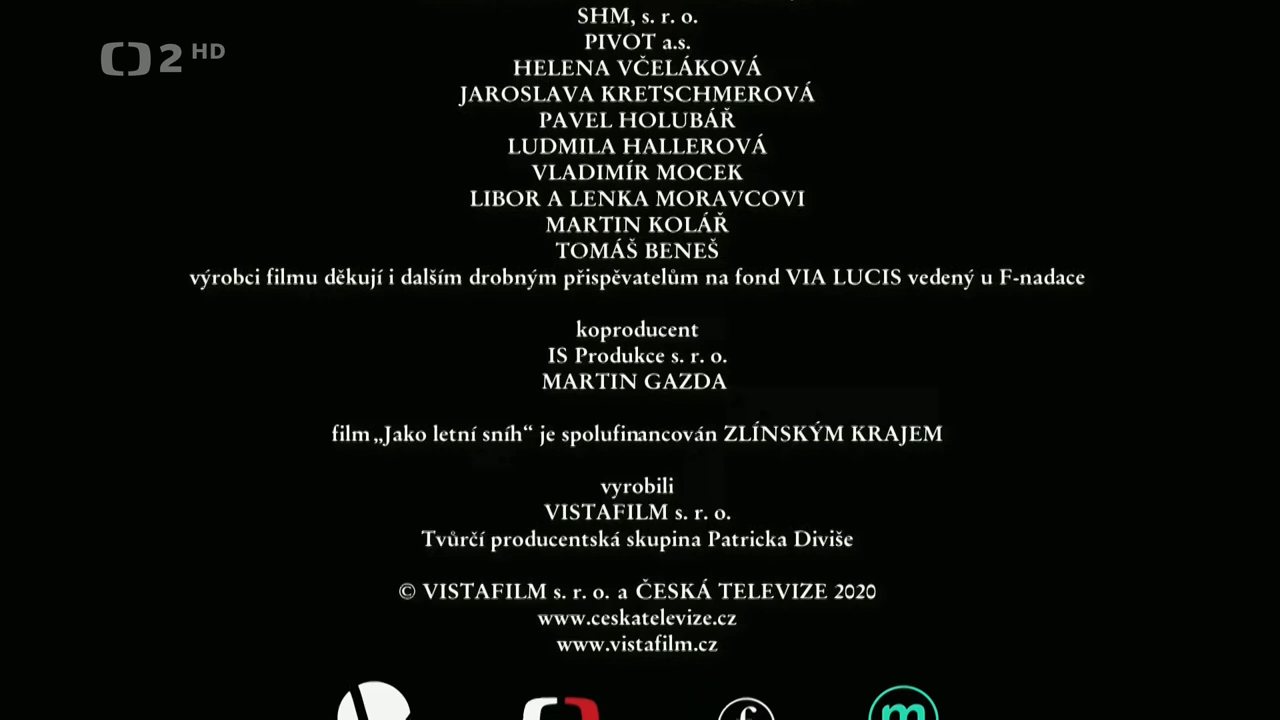 SHM, s. r. o.
2 HD
PIVOT a.s.
HELENA VČELÁKOVÁ
JAROSLAVA KRETSCHMEROVÁ
PAVEL HOLUBÁŘ
LUDMILA HALLEROVÁ
VLADIMÍR MOCEK
LIBOR A LENKA MORAVCOVI
MARTIN KOLÁŘ
TOMÁŠ BENEŠ
výrobci filmu děkují i dalším drobným přispěvatelům na fond VIA LUCIS vedený u F-nadace
koproducent
IS Produkce s. r. o.
MARTIN GAZDA
film „Jako letní sníh“ je spolufinancován ZLÍNSKÝM KRAJEM
vyrobili
VISTAFILM s. r. o.
Tvůrčí producentská skupina Patricka Diviše
© VISTAFILM s. r. o. a ČESKÁ TELEVIZE 2020
www.ceskatelevize.cz
www.vistafilm.cz
f m